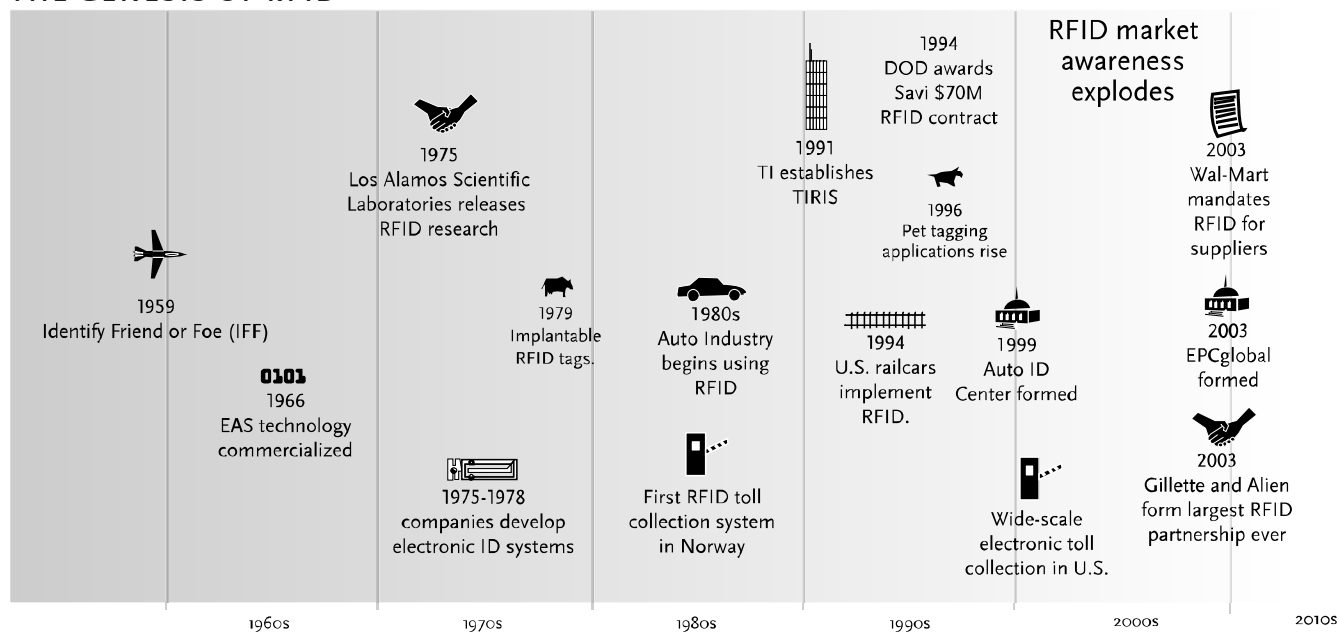 THE GENESIS OF RFID
1959
Identify Friend or Foe (IFF)
0101
1966
EAS technology
commercialized
1975
Los Alamos Scientific
Laboratories releases
RFID research
1975-1978
companies develop
electronic ID systems
1979
Implantable
RFID tags.
1980s
Auto Industry
begins using
RFID
First RFID toll
collection system
in Norway
1991
TI establishes
TIRIS
1994
DOD awards
Savi $70M
RFID contract
1996
Pet tagging
applications rise
1994
U.S. railcars
implement
RFID.
1999
Auto ID
Center formed
Wide-scale
electronic toll
collection in U.S.
RFID market
awareness
explodes
2003
Wal-Mart
mandates
RFID for
suppliers
2003
EPCglobal
formed
2003
Gillette and Alien
form largest RFID
partnership ever
1960s
1970s
1980s
1990s
2000s
2010s